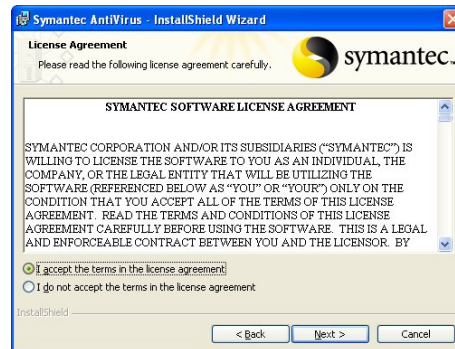 Symantec AntiVirus - InstallShield Wizard
License Agreement
Please read the following license agreement carefully.
symantec.
SYMANTEC SOFTWARE LICENSE AGREEMENT
SYMANTEC CORPORATION AND/OR ITS SUBSIDIARIES (“SYMANTEC”) IS
WILLING TO LICENSE THE SOFTWARE TO YOU AS AN INDIVIDUAL, THE
COMPANY, OR THE LEGAL ENTITY THAT WILL BE UTILIZING THE
SOFTWARE (REFERENCED BELOW AS “YOU” OR “YOUR”) ONLY ON THE
CONDITION THAT YOU ACCEPT ALL OF THE TERMS OF THIS LICENSE
AGREEMENT. READ THE TERMS AND CONDITIONS OF THIS LICENSE
AGREEMENT CAREFULLY BEFORE USING THE SOFTWARE. THIS IS A LEGAL
AND ENFORCEABLE CONTRACT BETWEEN YOU AND THE LICENSOR. BY
I accept the terms in the license agreement
I do not accept the terms in the license agreement
InstallShield
< Back
Next >
Cancel